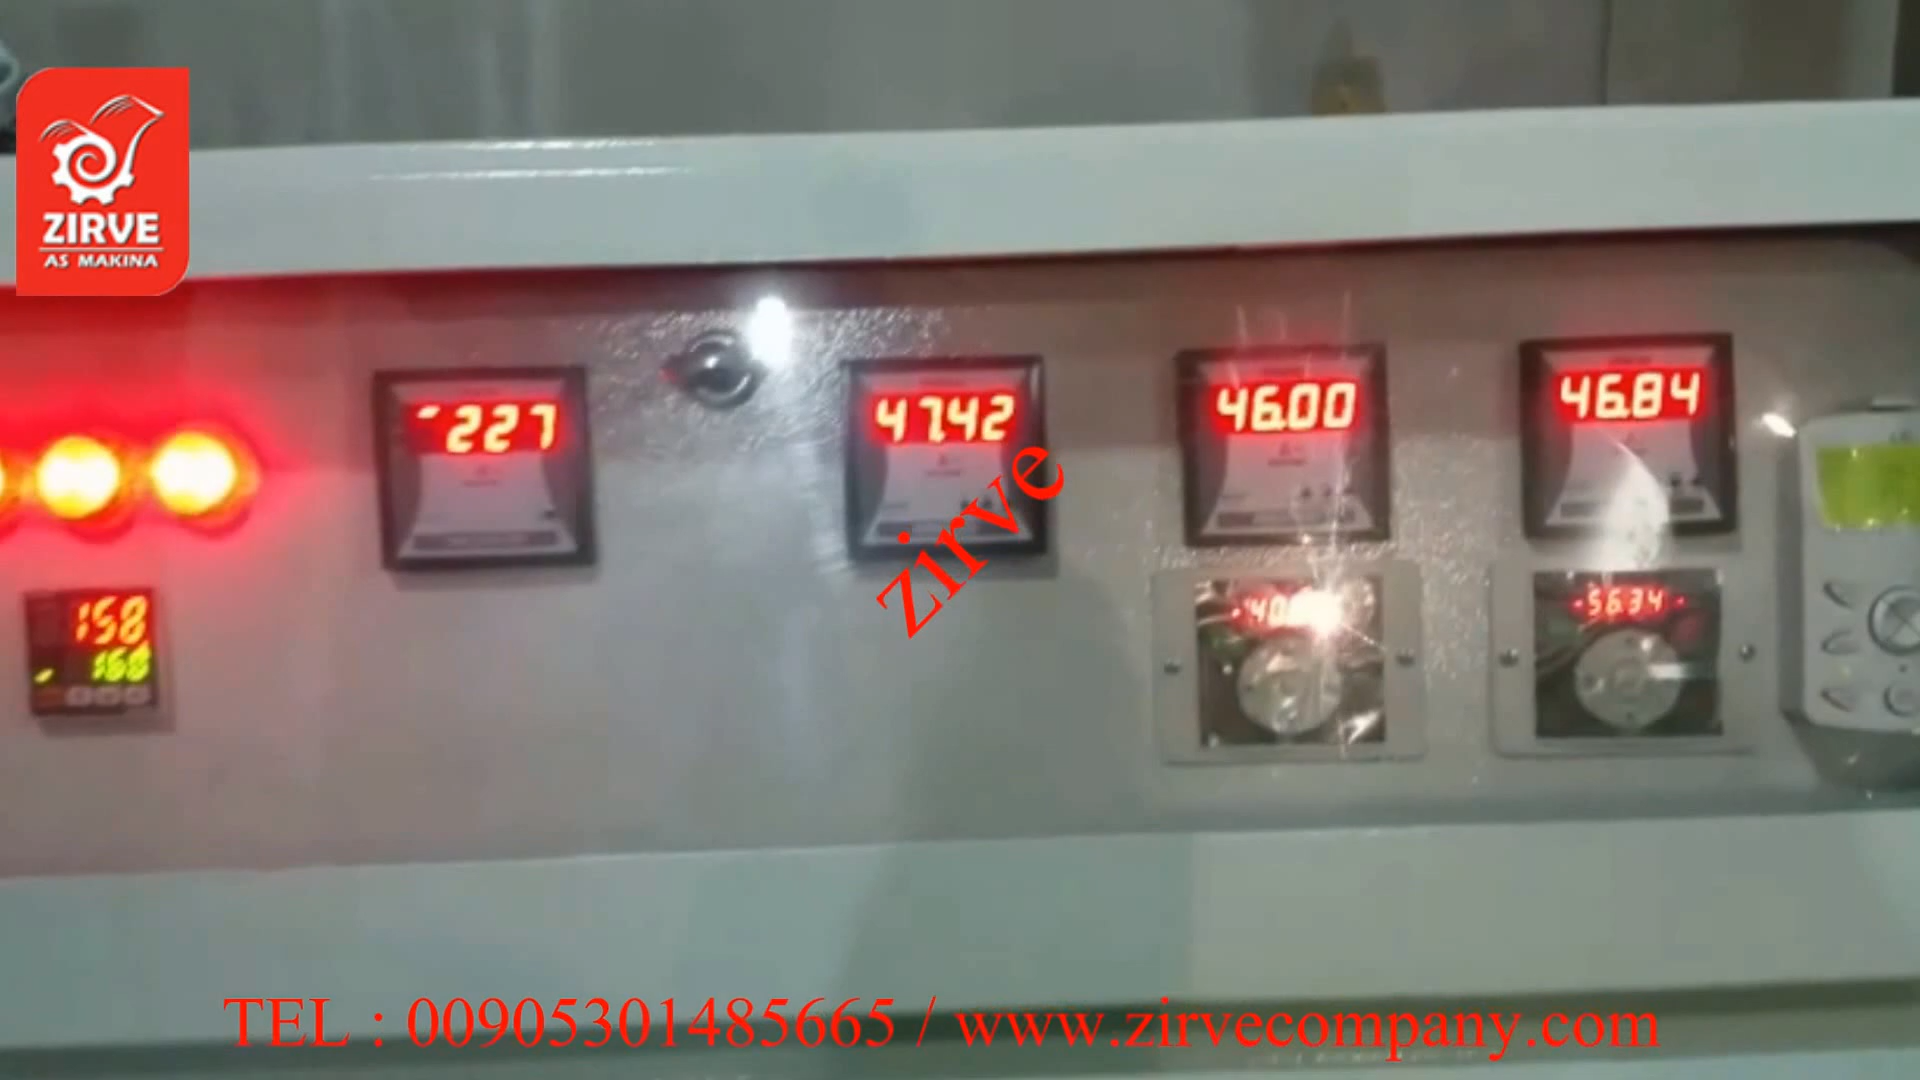 ZIRVE
AS MAKINA
227
47.42
46.00
46.84
zirve
56.34
158
160
TEL : 00905301485665 / www.zirvecompany.com